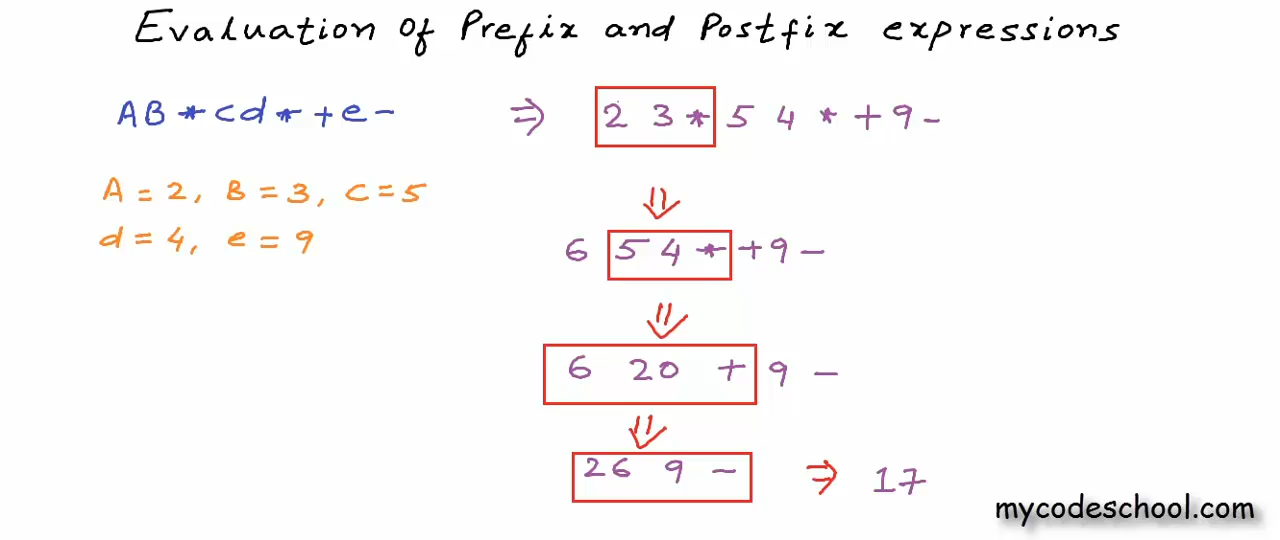 Evaluation of Prefix and Postfix expressions
AB*cd*+e- ⇒ 2 3 * 5 4 * + 9 -
A = 2, B = 3, C = 5
d = 4, e = 9
6 5 4 * + 9 -
6 20 + 9 -
26 9 - ⇒ 17
mycodeschool.com